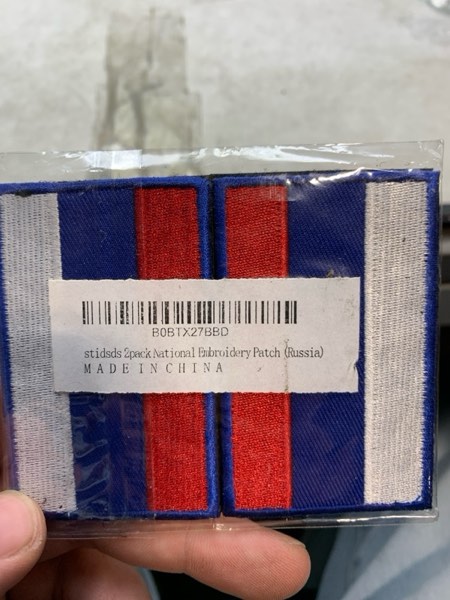 B0BTX27BBD
stidsds 2pack National Embroidery Patch (Russia)
MADE IN CHINA